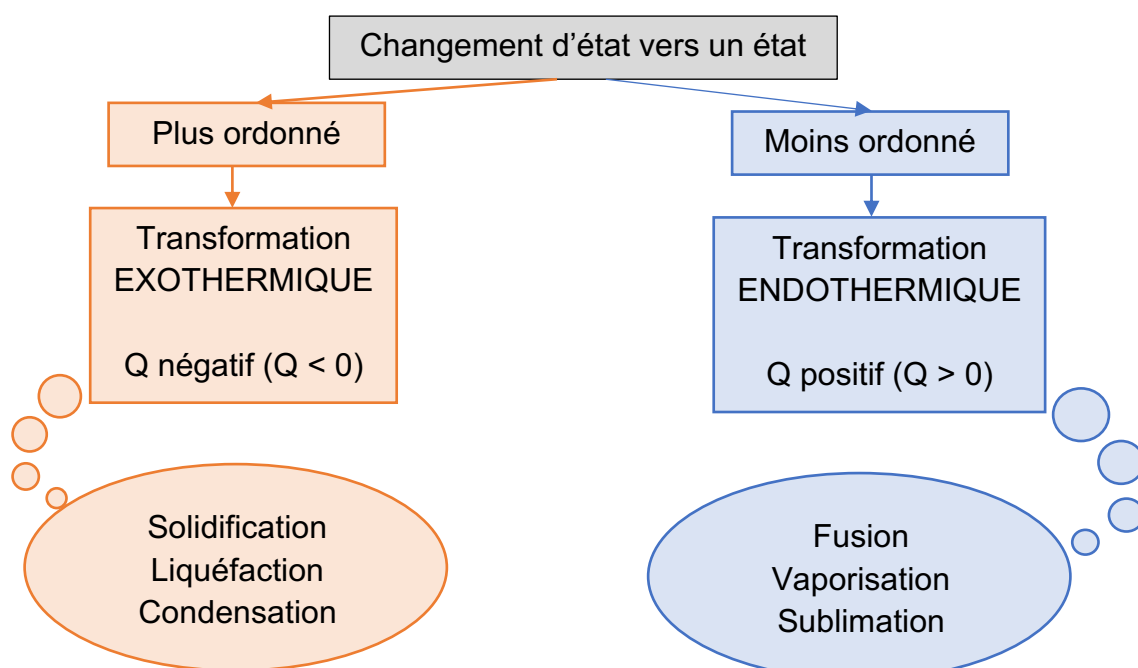 Changement d’état vers un état
Plus ordonné
Transformation
EXOTHERMIQUE
Q négatif (Q < 0)
Solidification
Liquéfaction
Condensation
Moins ordonné
Transformation
ENDOTHERMIQUE
Q positif (Q > 0)
Fusion
Vaporisation
Sublimation